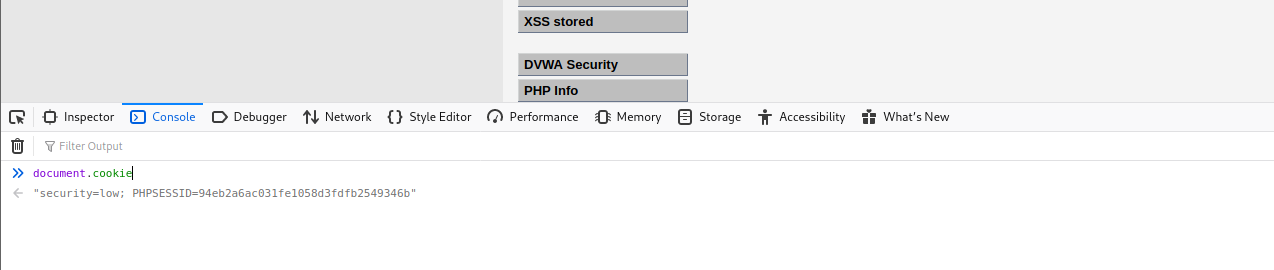 XSS stored
DVWA Security
PHP Info
Inspector Console Debugger Network Style Editor Performance Memory Storage Accessibility What's New
Filter Output
document.cookie
"security=low; PHPSESSID=94eb2a6ac031fe1058d3fdfb2549346b"